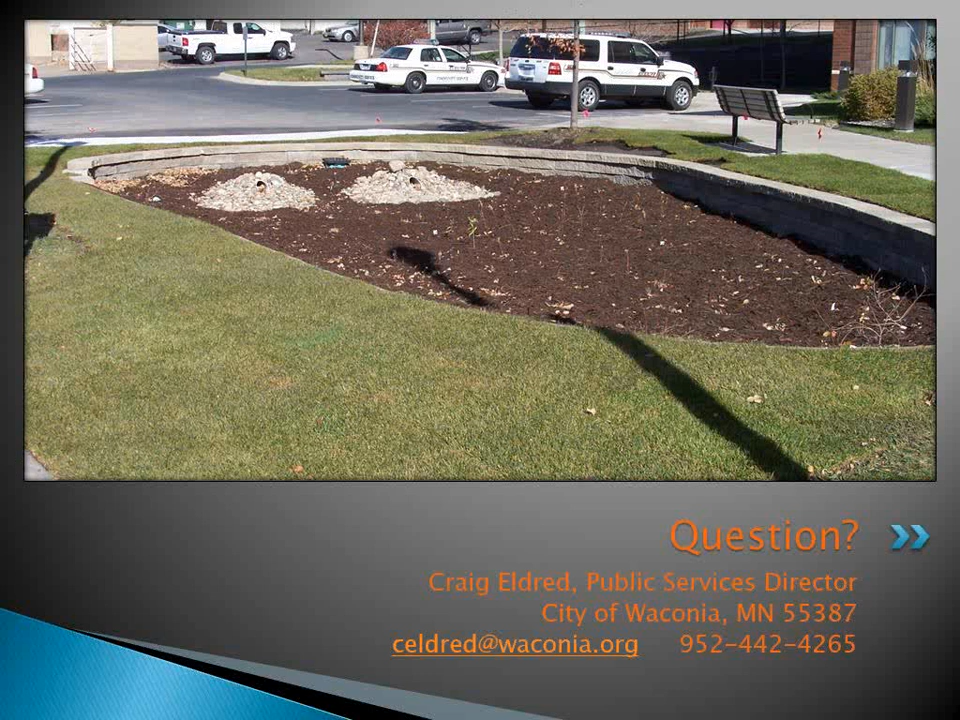 Question?
Craig Eldred, Public Services Director
City of Waconia, MN 55387
celdred@waconia.org 952-442-4265